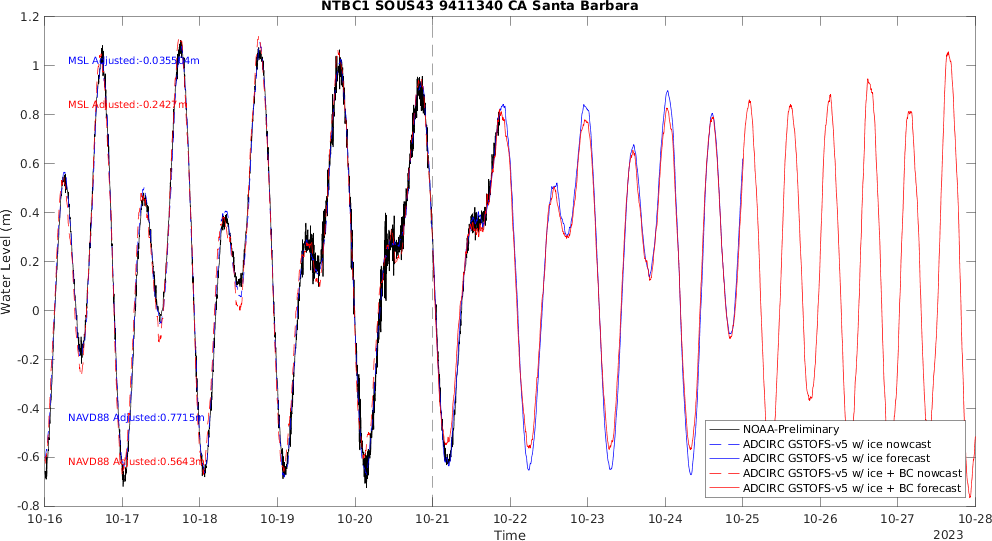 NTBC1 SOUS43 9411340 CA Santa Barbara
1.2
1
0.8
0.6
0.4
0.2
0
-0.2
-0.4
-0.6
-0.8
Water Level (m)
MSL Adjusted:-0.035504m
MSL Adjusted:-0.2427m
NAVD88 Adjusted:0.7715m
NAVD88 Adjusted:0.5643m
NOAA-Preliminary
ADCIRC GSTOFS-v5 w/ ice nowcast
ADCIRC GSTOFS-v5 w/ ice forecast
ADCIRC GSTOFS-v5 w/ ice + BC nowcast
ADCIRC GSTOFS-v5 w/ ice + BC forecast
10-16 10-17 10-18 10-19 10-20 10-21 10-22 10-23 10-24 10-25 10-26 10-27 10-28
Time
2023